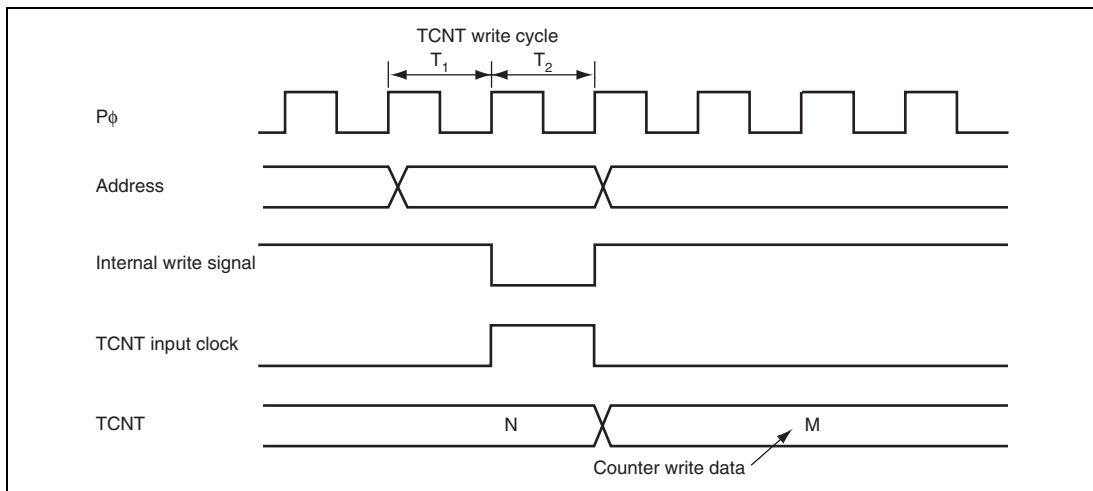 TCNT write cycle
T1 T2
Pϕ
Address
Internal write signal
TCNT input clock
TCNT N M
Counter write data